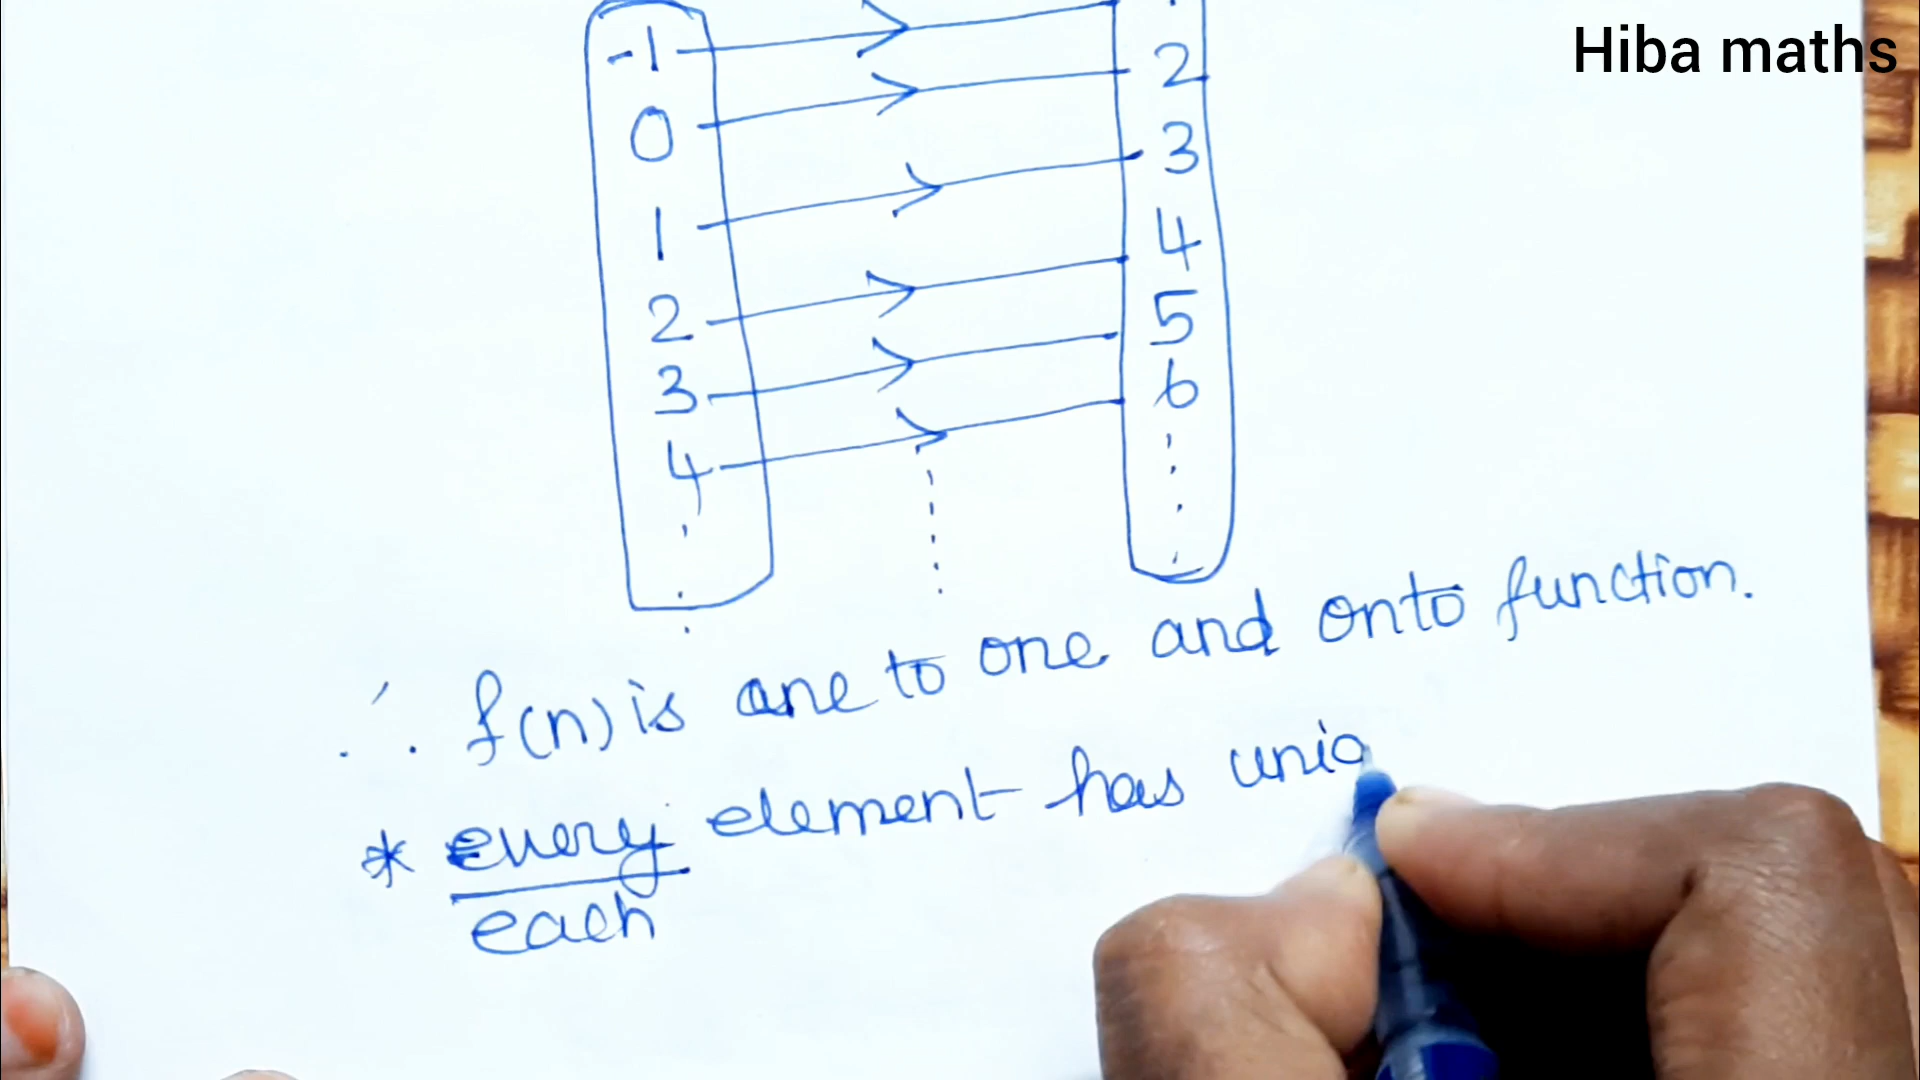 Hiba maths
-1 2
0 3
1 4
2 5
3 6
4
∴ f(n) is one to one and onto function.
* every element has uniq
each